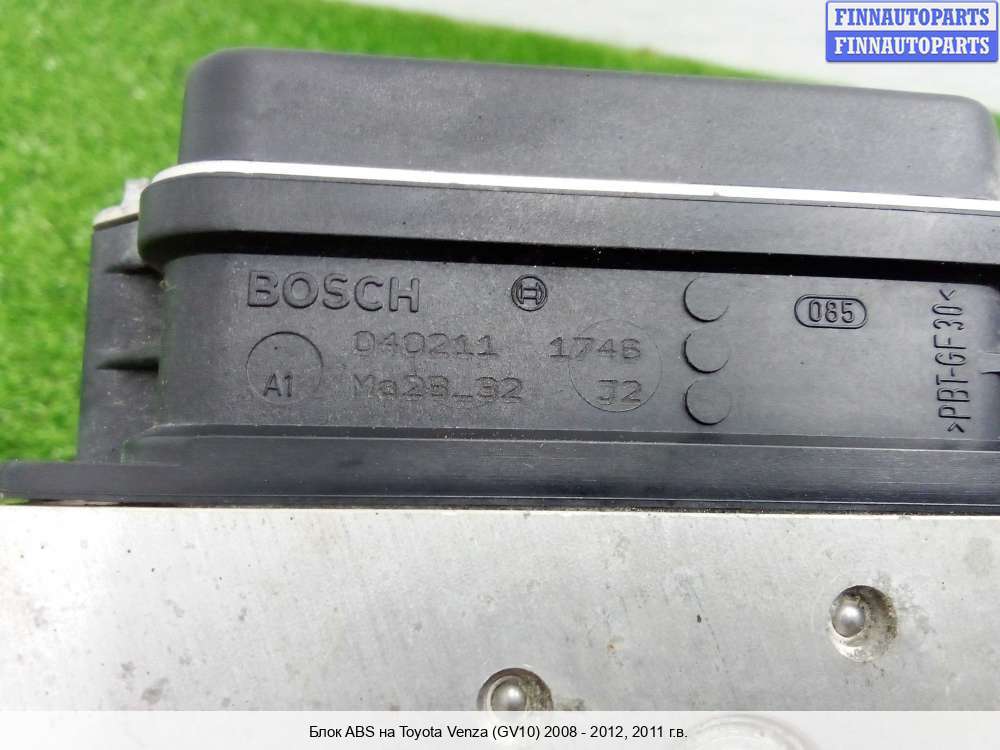 FINNAUTOPARTS
FINNAUTOPARTS
BOSCH
085
040211 1746
A1 Ma2B_32 J2
>PBT-GF30<
Блок ABS на Toyota Venza (GV10) 2008 - 2012, 2011 г.в.